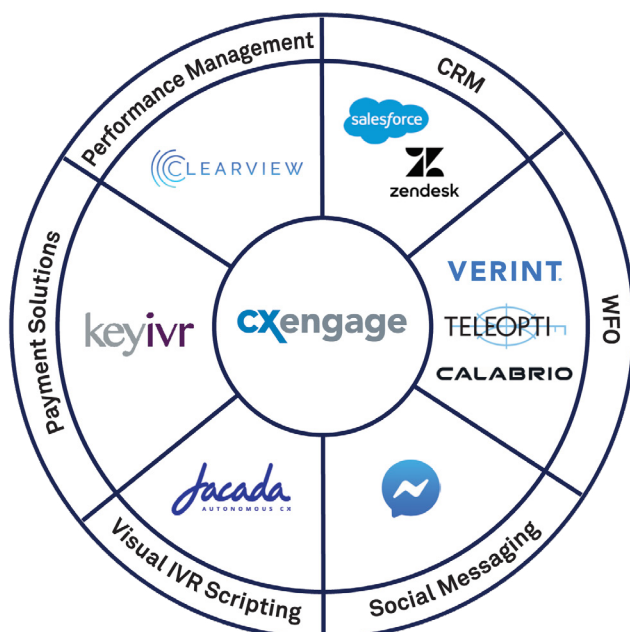 Performance Management
CRM
salesforce
zendesk
CLEARVIEW
VERINT.
TELEOPTI
CALABRIO
WFO
Payment Solutions
keyivr
cxengage
Jacada
AUTONOMOUS CX
Visual IVR Scripting
Social Messaging